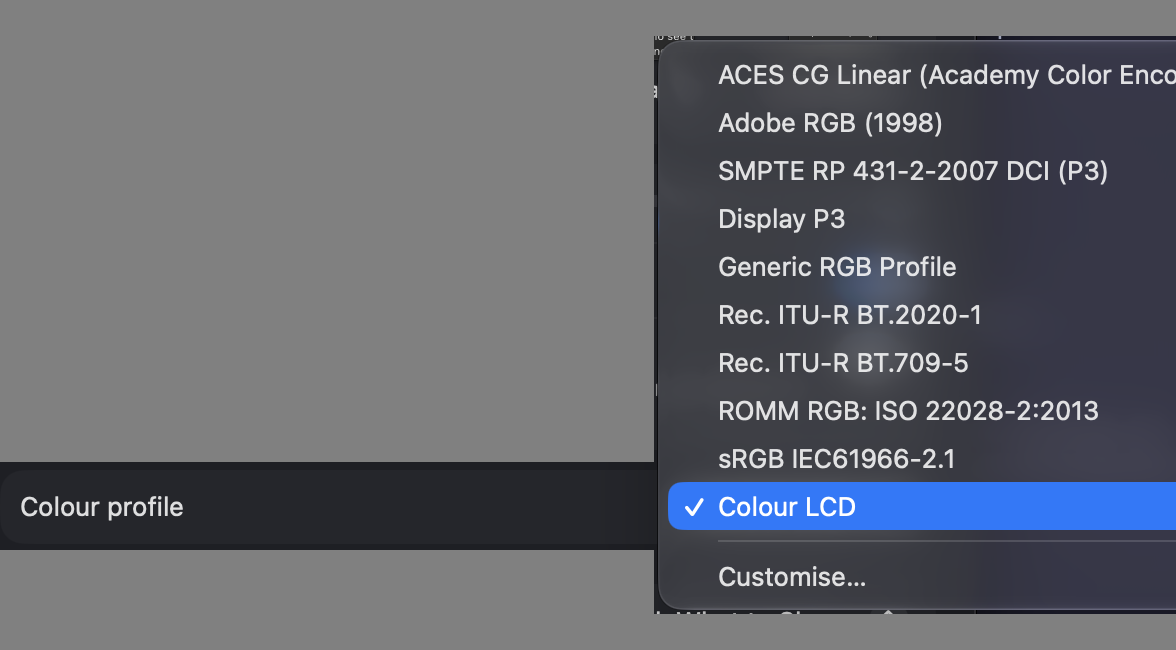 to see t
ACES CG Linear (Academy Color Enco
Adobe RGB (1998)
SMPTE RP 431-2-2007 DCI (P3)
Display P3
Generic RGB Profile
Rec. ITU-R BT.2020-1
Rec. ITU-R BT.709-5
ROMM RGB: ISO 22028-2:2013
sRGB IEC61966-2.1
Colour profile
✓ Colour LCD
Customise...